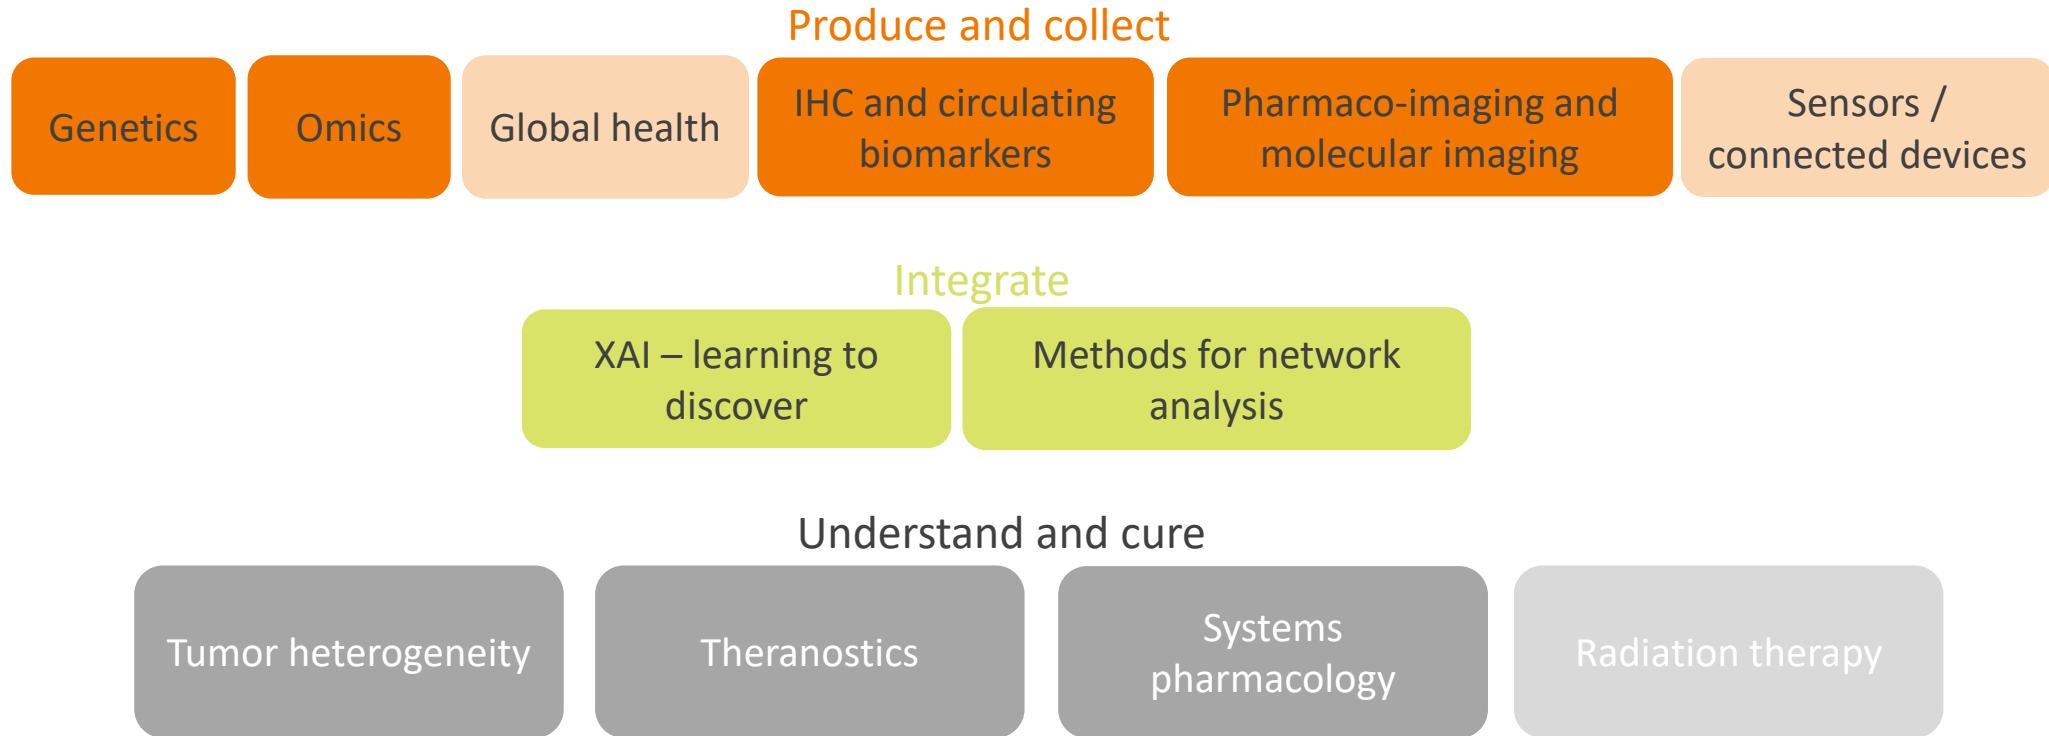 Produce and collect
Genetics
Omics
Global health
IHC and circulating
biomarkers
Pharmaco-imaging and
molecular imaging
Sensors /
connected devices
Integrate
XAI – learning to
discover
Methods for network
analysis
Understand and cure
Tumor heterogeneity
Theranostics
Systems
pharmacology
Radiation therapy